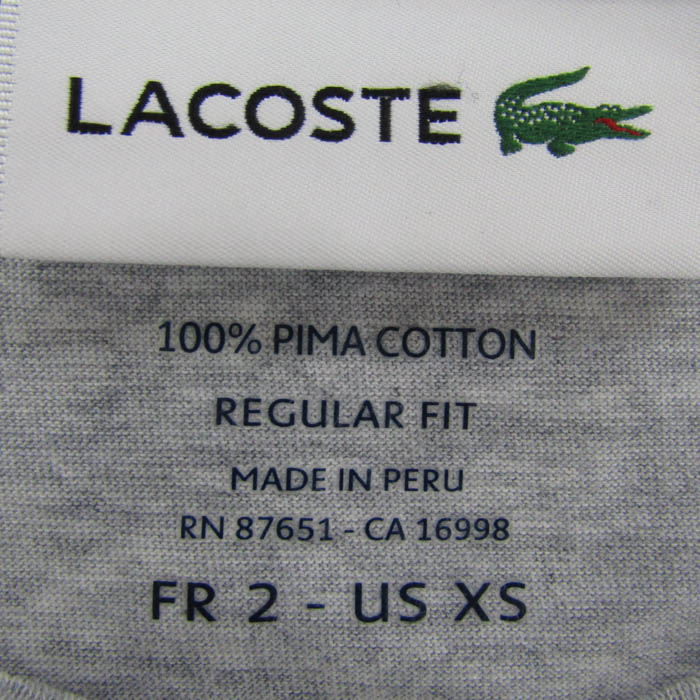 LACOSTE
100% PIMA COTTON
REGULAR FIT
MADE IN PERU
RN 87651 - CA 16998
FR 2 - US XS